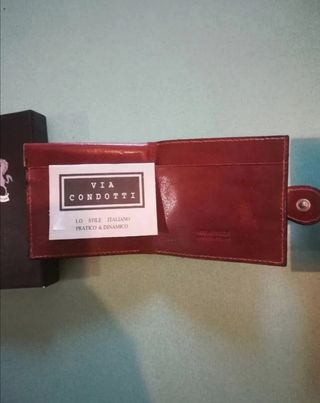 VIA
CONDOTTI
LO STILE ITALIANO
PRATICO & DINAMICO